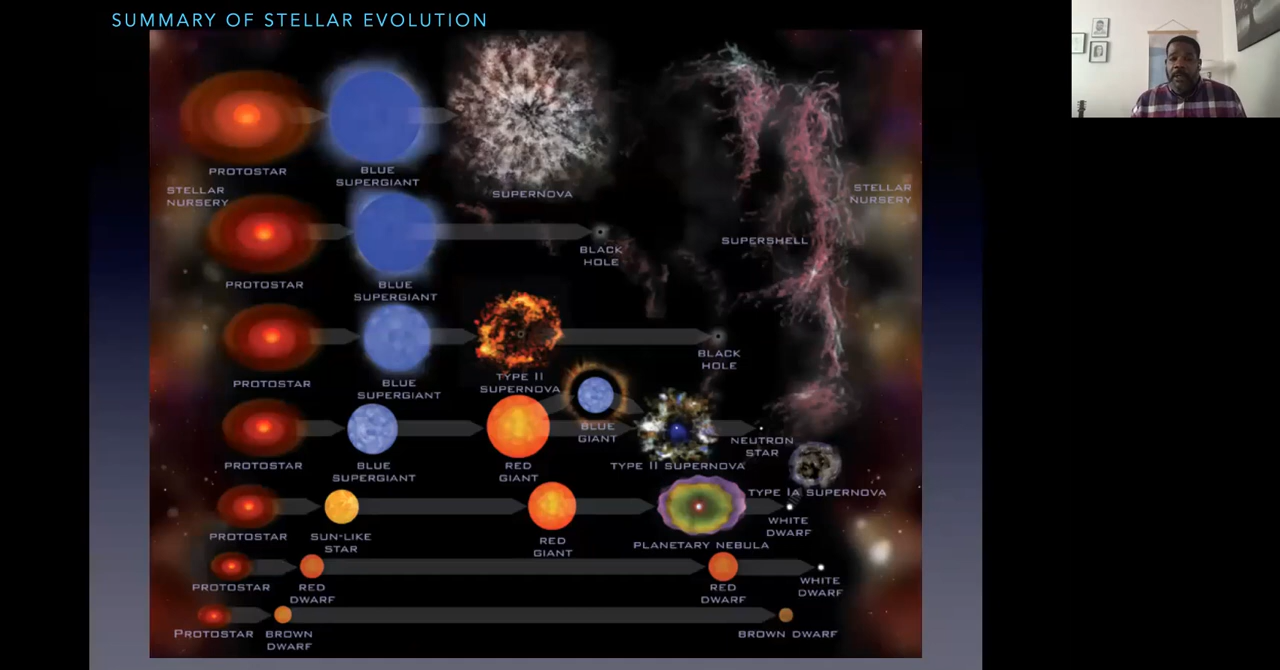 SUMMARY OF STELLAR EVOLUTION
PROTOSTAR
BLUE
SUPERGIANT
SUPERNOVA
STELLAR
NURSERY
STELLAR
NURSERY
PROTOSTAR
BLUE
SUPERGIANT
BLACK
HOLE
SUPERSHELL
PROTOSTAR
BLUE
SUPERGIANT
TYPE II
SUPERNOVA
BLACK
HOLE
PROTOSTAR
BLUE
SUPERGIANT
RED
GIANT
BLUE
GIANT
TYPE II SUPERNOVA
NEUTRON
STAR
TYPE IA SUPERNOVA
PROTOSTAR
SUN-LIKE
STAR
RED
GIANT
PLANETARY NEBULA
WHITE
DWARF
PROTOSTAR
RED
DWARF
RED
DWARF
WHITE
DWARF
PROTOSTAR
BROWN
DWARF
BROWN DWARF